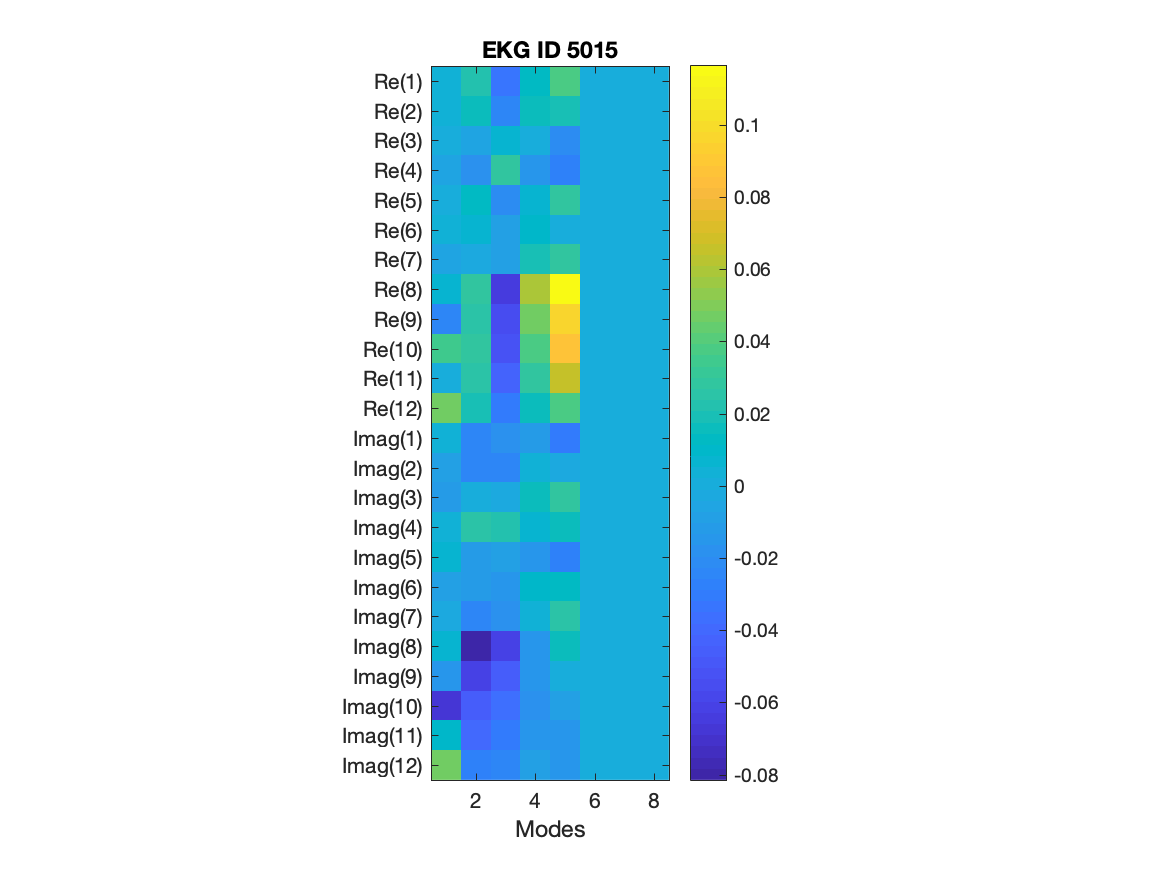 EKG ID 5015
Re(1)
Re(2)
Re(3)
Re(4)
Re(5)
Re(6)
Re(7)
Re(8)
Re(9)
Re(10)
Re(11)
Re(12)
Imag(1)
Imag(2)
Imag(3)
Imag(4)
Imag(5)
Imag(6)
Imag(7)
Imag(8)
Imag(9)
Imag(10)
Imag(11)
Imag(12)
2 4 6 8
Modes
0.1
0.08
0.06
0.04
0.02
0
-0.02
-0.04
-0.06
-0.08